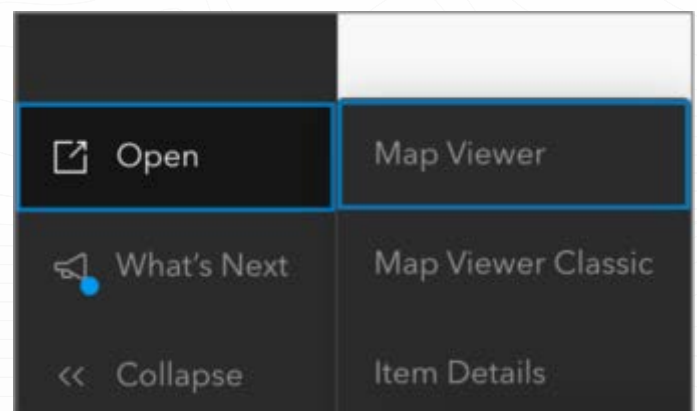 Open
Map Viewer
What's Next
Map Viewer Classic
Collapse
Item Details